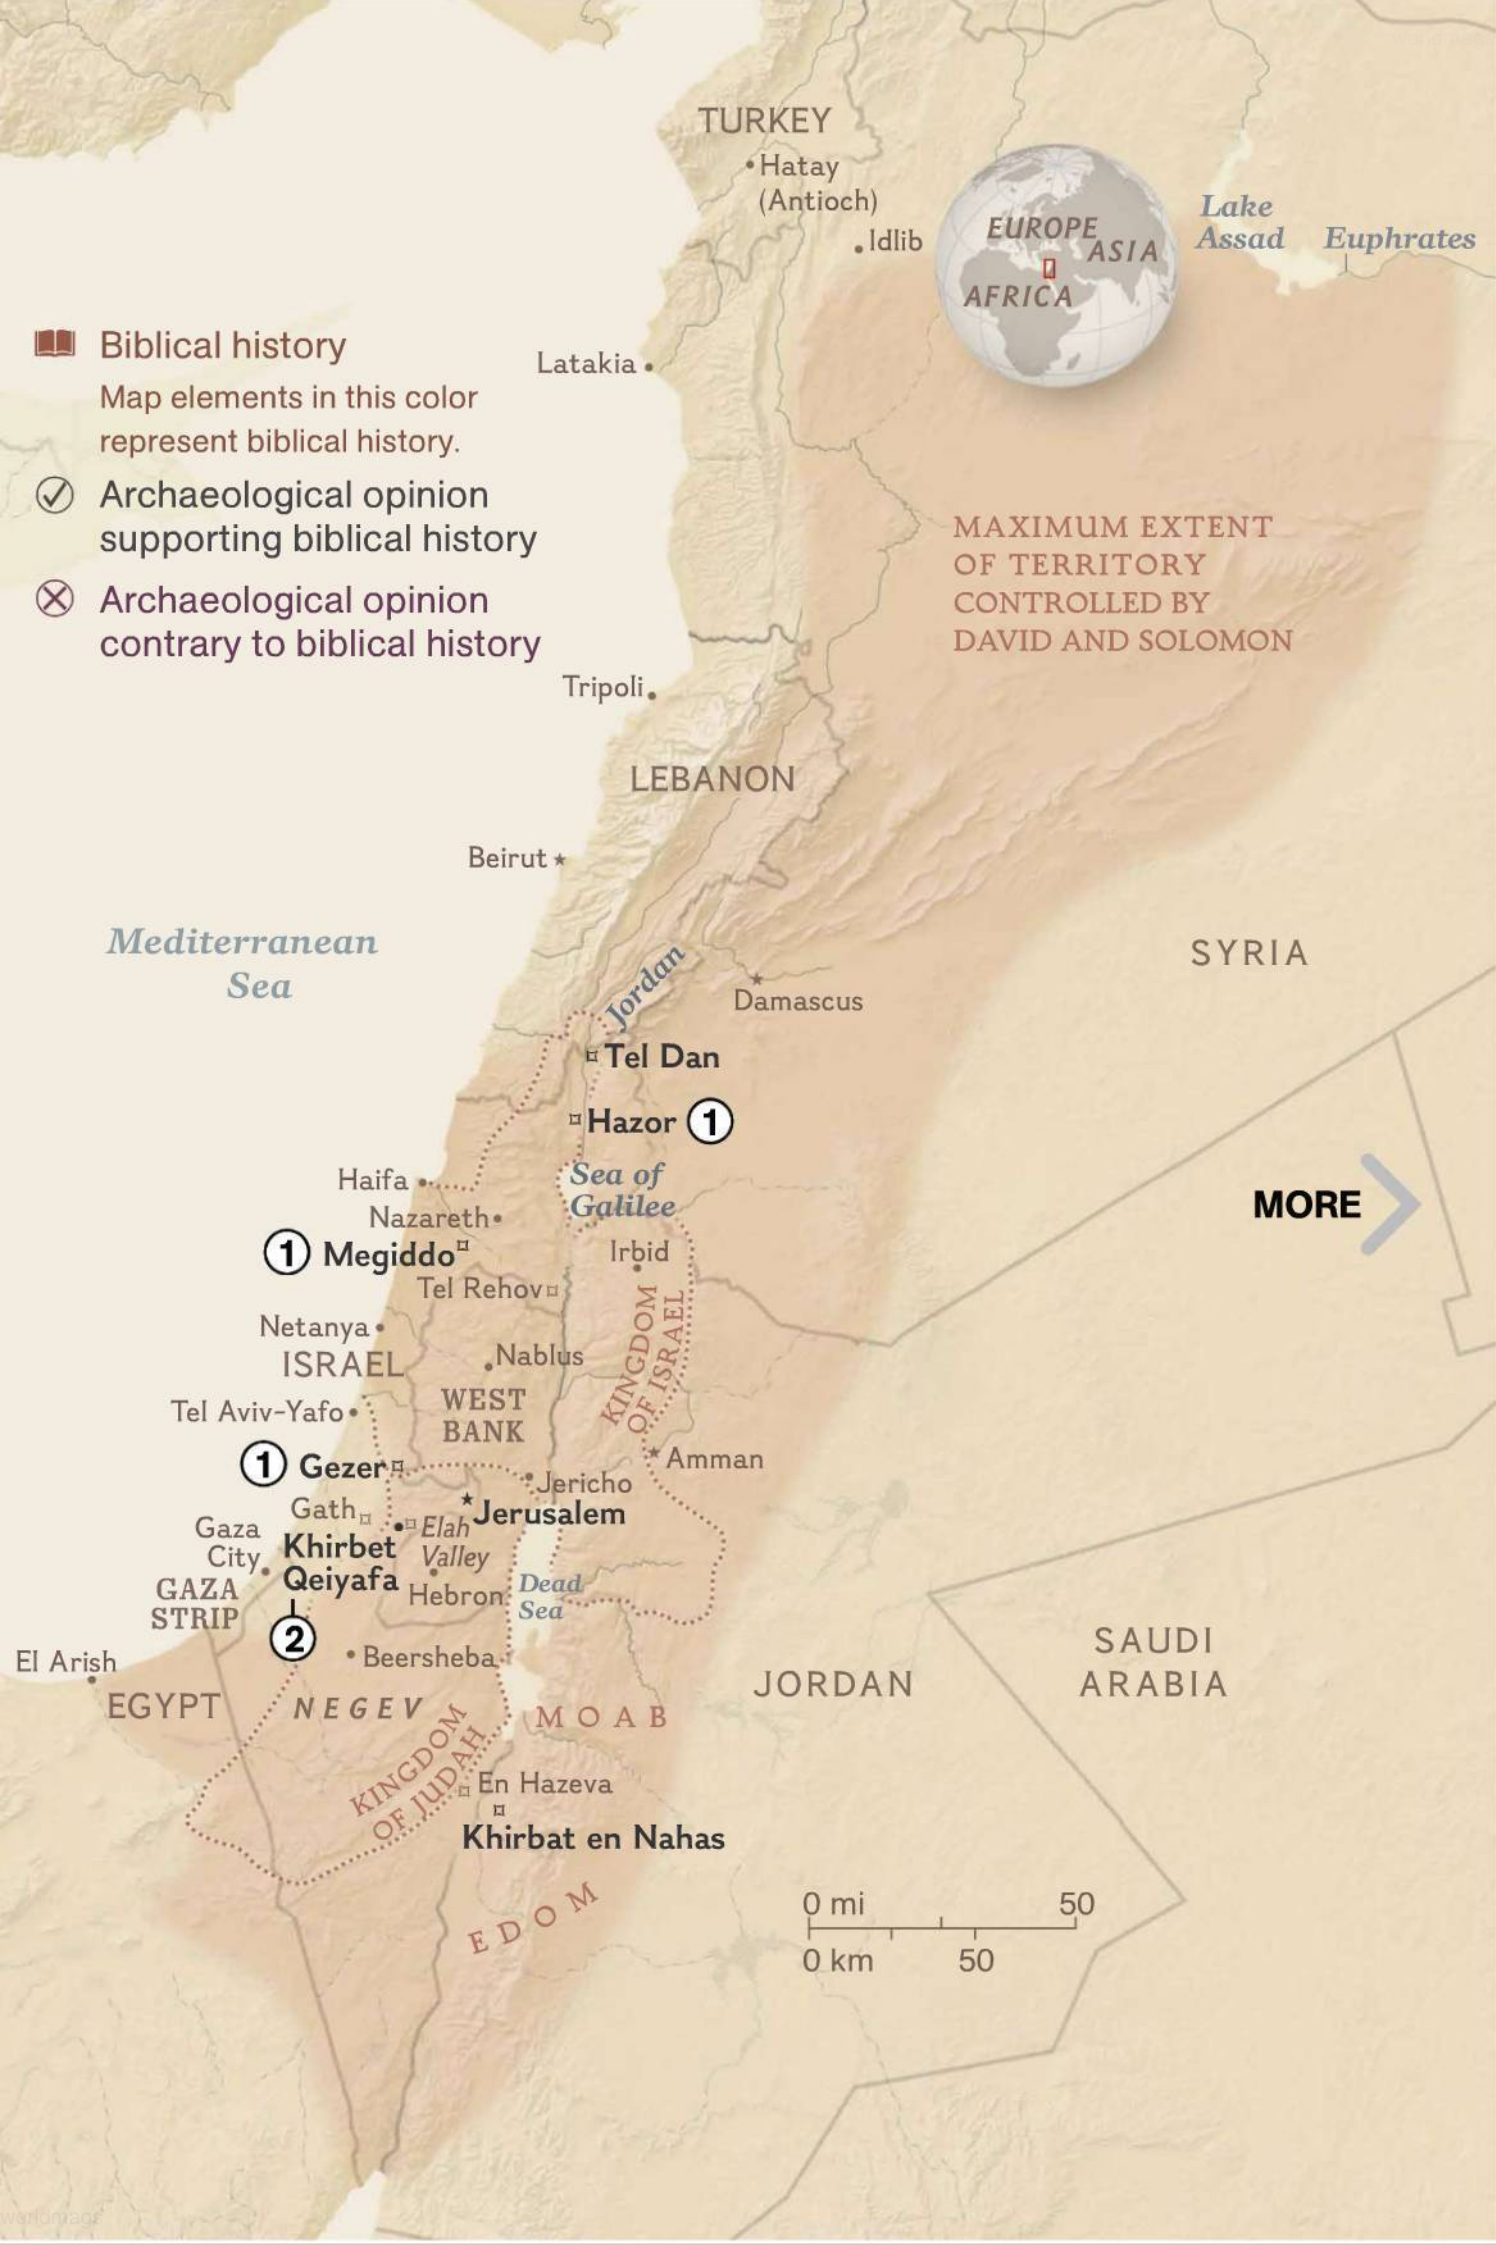 TURKEY
Hatay
(Antioch)
Idlib
EUROPE
ASIA
AFRICA
Lake
Assad
Euphrates
Biblical history
Map elements in this color
represent biblical history.
Archaeological opinion
supporting biblical history
Archaeological opinion
contrary to biblical history
Latakia
MAXIMUM EXTENT
OF TERRITORY
CONTROLLED BY
DAVID AND SOLOMON
Tripoli
LEBANON
Beirut
Mediterranean
Sea
SYRIA
Jordan
Damascus
Tel Dan
Hazor 1
Sea of
Galilee
Haifa
Nazareth
1 Megiddo
Irbid
MORE
Tel Rehov
Netanya
ISRAEL
Nablus
KINGDOM
OF ISRAEL
WEST
BANK
Tel Aviv-Yafo
1 Gezer
Amman
Jericho
Gath
Jerusalem
Elah
Valley
Gaza
City
Khirbet
Qeiyafa
2
GAZA
STRIP
Hebron
Dead
Sea
El Arish
Beersheba
EGYPT
NEGEV
MOAB
JORDAN
SAUDI
ARABIA
KINGDOM
OF JUDAH
En Hazeva
Khirbat en Nahas
EDOM
0 mi 50
0 km 50
worldmags